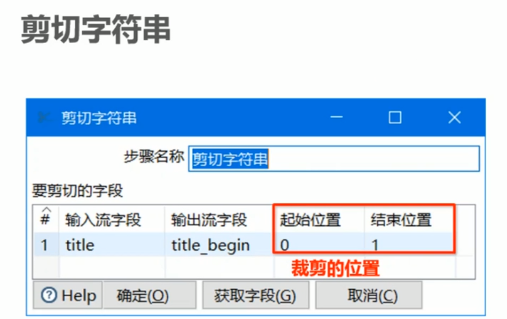 剪切字符串
剪切字符串
步骤名称 剪切字符串
要剪切的字段
# 输入流字段 输出流字段 起始位置 结束位置
1 title title_begin 0 1
裁剪的位置
Help 确定(O) 获取字段(G) 取消(C)